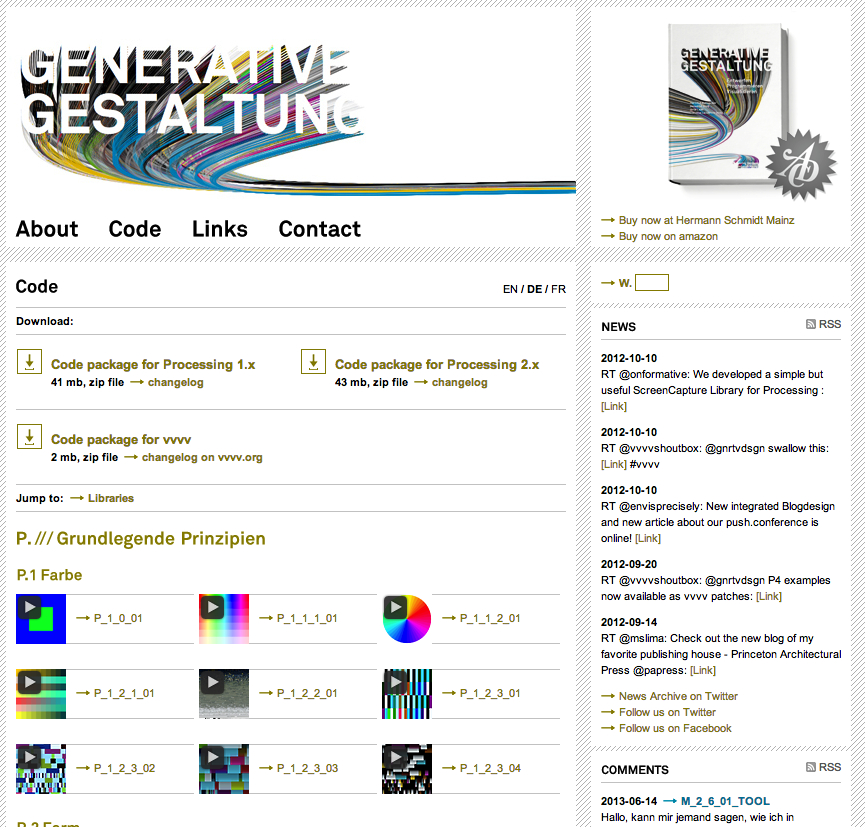 GENERATIVE
GESTALTUNG
About Code Links Contact
GENERATIVE
GESTALTUNG
→ Buy now at Hermann Schmidt Mainz
→ Buy now on amazon
Code
EN / DE / FR
Download:
Code package for Processing 1.x
41 mb, zip file → changelog
Code package for Processing 2.x
43 mb, zip file → changelog
Code package for vvvv
2 mb, zip file → changelog on vvvv.org
Jump to: → Libraries
P. /// Grundlegende Prinzipien
P.1 Farbe
→ P_1_0_01
→ P_1_1_1_01
→ P_1_1_2_01
→ P_1_2_1_01
→ P_1_2_2_01
→ P_1_2_3_01
→ P_1_2_3_02
→ P_1_2_3_03
→ P_1_2_3_04
P.2 Form
→ W.
NEWS
RSS
2012-10-10
RT @onformative: We developed a simple but
useful ScreenCapture Library for Processing :
[Link]
2012-10-10
RT @vvvvshoutbox: @gnrtvdsgn swallow this:
[Link] #vvvv
2012-10-10
RT @envisprecisely: New integrated Blogdesign
and new article about our push.conference is
online! [Link]
2012-09-20
RT @vvvvshoutbox: @gnrtvdsgn P4 examples
now available as vvvv patches: [Link]
2012-09-14
RT @mslima: Check out the new blog of my
favorite publishing house - Princeton Architectural
Press @papress: [Link]
→ News Archive on Twitter
→ Follow us on Twitter
→ Follow us on Facebook
COMMENTS
RSS
2013-06-14 → M_2_6_01_TOOL
Hallo, kann mir jemand sagen, wie ich in